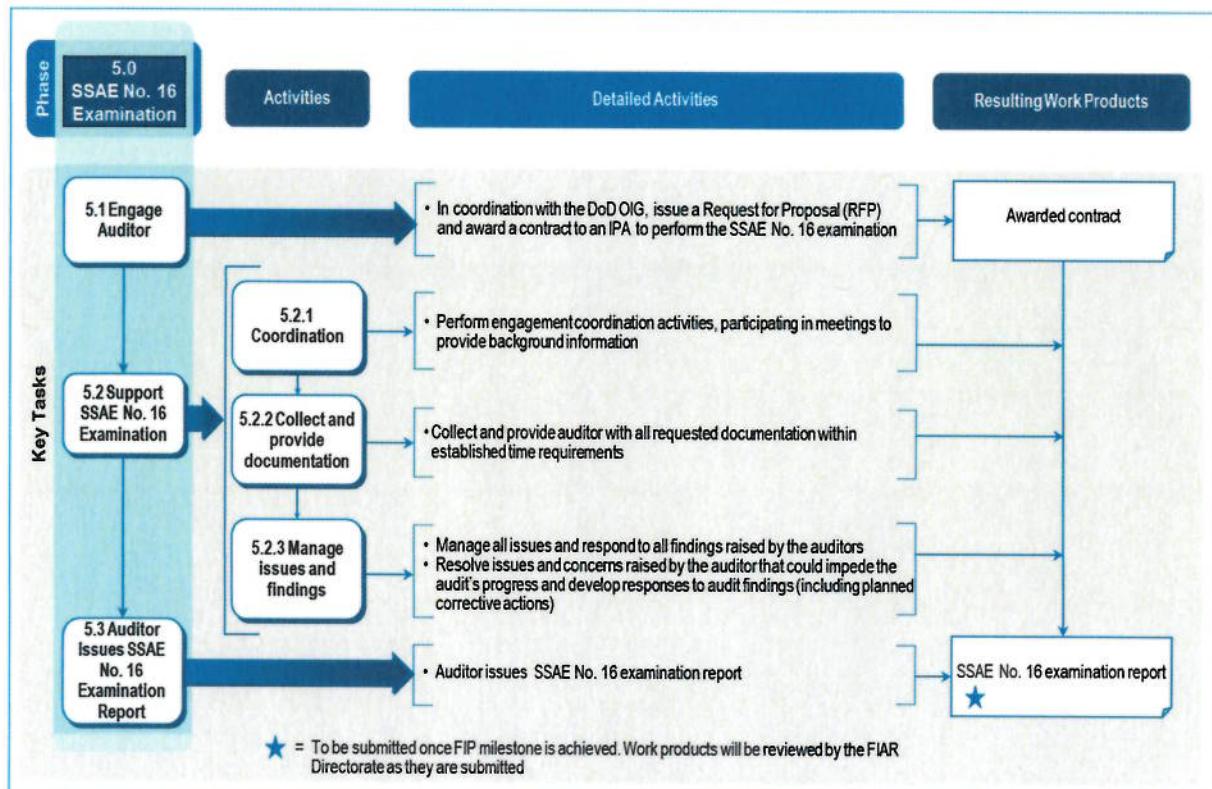 Phase
5.0
SSAE No. 16
Examination
Activities
Detailed Activities
Resulting Work Products
Key Tasks
5.1 Engage
Auditor
• In coordination with the DoD OIG, issue a Request for Proposal (RFP)
and award a contract to an IPA to perform the SSAE No. 16 examination
Awarded contract
5.2 Support
SSAE No. 16
Examination
5.2.1
Coordination
• Perform engagement coordination activities, participating in meetings to
provide background information
5.2.2 Collect and
provide
documentation
• Collect and provide auditor with all requested documentation within
established time requirements
5.2.3 Manage
issues and
findings
• Manage all issues and respond to all findings raised by the auditors
• Resolve issues and concerns raised by the auditor that could impede the
audit's progress and develop responses to audit findings (including planned
corrective actions)
5.3 Auditor
Issues SSAE
No. 16
Examination
Report
• Auditor issues SSAE No. 16 examination report
SSAE No. 16 examination report
★ = To be submitted once FIP milestone is achieved. Work products will be reviewed by the FIAR
Directorate as they are submitted